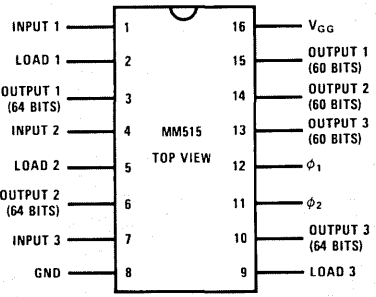 INPUT 1
1
16
VGG
LOAD 1
2
15
OUTPUT 1
(60 BITS)
OUTPUT 1
(64 BITS)
3
14
OUTPUT 2
(60 BITS)
INPUT 2
4
MM515
TOP VIEW
13
OUTPUT 3
(60 BITS)
LOAD 2
5
12
ϕ1
OUTPUT 2
(64 BITS)
6
11
ϕ2
INPUT 3
7
10
OUTPUT 3
(64 BITS)
GND
8
9
LOAD 3